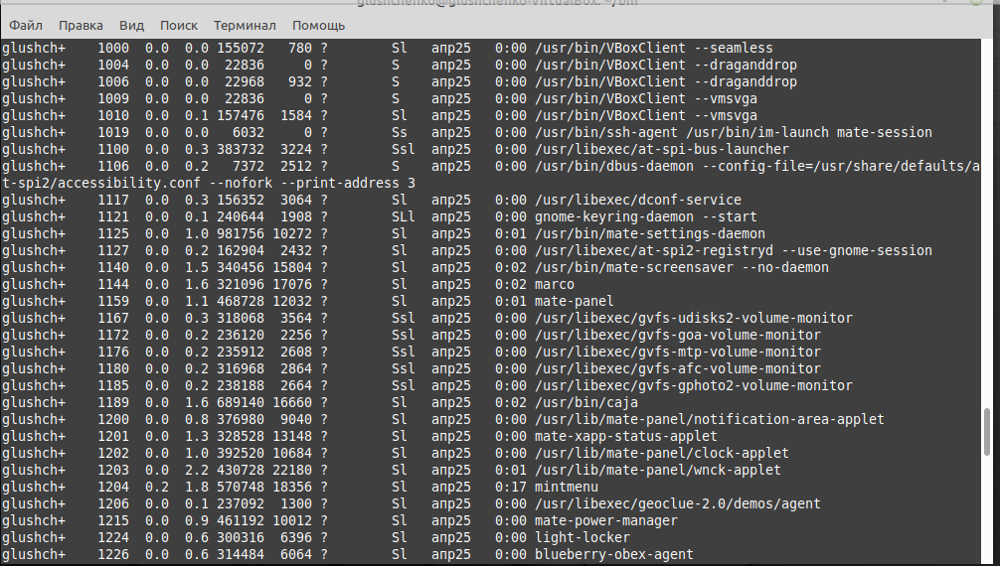 glushchenko@glushchenko-VirtualBox: ~/bin
Файл Правка Вид Поиск Терминал Помощь
glushch+ 1000 0.0 0.0 155072 780 ? Sl апр25 0:00 /usr/bin/VBoxClient --seamless
glushch+ 1004 0.0 0.0 22836 0 ? S апр25 0:00 /usr/bin/VBoxClient --draganddrop
glushch+ 1006 0.0 0.0 22968 932 ? S апр25 0:00 /usr/bin/VBoxClient --draganddrop
glushch+ 1009 0.0 0.0 22836 0 ? S апр25 0:00 /usr/bin/VBoxClient --vmsvga
glushch+ 1010 0.0 0.1 157476 1584 ? Sl апр25 0:00 /usr/bin/VBoxClient --vmsvga
glushch+ 1019 0.0 0.0 6032 0 ? Ss апр25 0:00 /usr/bin/ssh-agent /usr/bin/im-launch mate-session
glushch+ 1100 0.0 0.3 383732 3224 ? Ssl апр25 0:00 /usr/libexec/at-spi-bus-launcher
glushch+ 1106 0.0 0.2 7372 2512 ? S апр25 0:00 /usr/bin/dbus-daemon --config-file=/usr/share/defaults/a
t-spi2/accessibility.conf --nofork --print-address 3
glushch+ 1117 0.0 0.3 156352 3064 ? Sl апр25 0:00 /usr/libexec/dconf-service
glushch+ 1121 0.0 0.1 240644 1908 ? SLl апр25 0:00 gnome-keyring-daemon --start
glushch+ 1125 0.0 1.0 981756 10272 ? Sl апр25 0:01 /usr/bin/mate-settings-daemon
glushch+ 1127 0.0 0.2 162904 2432 ? Sl апр25 0:00 /usr/libexec/at-spi2-registryd --use-gnome-session
glushch+ 1140 0.0 1.5 340456 15804 ? Sl апр25 0:02 /usr/bin/mate-screensaver --no-daemon
glushch+ 1144 0.0 1.6 321096 17076 ? Sl апр25 0:02 marco
glushch+ 1159 0.0 1.1 468728 12032 ? Sl апр25 0:01 mate-panel
glushch+ 1167 0.0 0.3 318068 3564 ? Ssl апр25 0:00 /usr/libexec/gvfs-udisks2-volume-monitor
glushch+ 1172 0.0 0.2 236120 2256 ? Ssl апр25 0:00 /usr/libexec/gvfs-goa-volume-monitor
glushch+ 1176 0.0 0.2 235912 2608 ? Ssl апр25 0:00 /usr/libexec/gvfs-mtp-volume-monitor
glushch+ 1180 0.0 0.2 316968 2864 ? Ssl апр25 0:00 /usr/libexec/gvfs-afc-volume-monitor
glushch+ 1185 0.0 0.2 238188 2664 ? Ssl апр25 0:00 /usr/libexec/gvfs-gphoto2-volume-monitor
glushch+ 1189 0.0 1.6 689140 16660 ? Sl апр25 0:02 /usr/bin/caja
glushch+ 1200 0.0 0.8 376980 9040 ? Sl апр25 0:00 /usr/lib/mate-panel/notification-area-applet
glushch+ 1201 0.0 1.3 328528 13148 ? Sl апр25 0:00 mate-xapp-status-applet
glushch+ 1202 0.0 1.0 392520 10684 ? Sl апр25 0:00 /usr/lib/mate-panel/clock-applet
glushch+ 1203 0.0 2.2 430728 22180 ? Sl апр25 0:01 /usr/lib/mate-panel/wnck-applet
glushch+ 1204 0.2 1.8 570748 18356 ? Sl апр25 0:17 mintmenu
glushch+ 1206 0.0 0.1 237092 1300 ? Sl апр25 0:00 /usr/libexec/geoclue-2.0/demos/agent
glushch+ 1215 0.0 0.9 461192 10012 ? Sl апр25 0:00 mate-power-manager
glushch+ 1224 0.0 0.6 300316 6396 ? Sl апр25 0:00 light-locker
glushch+ 1226 0.0 0.6 314484 6064 ? Sl апр25 0:00 blueberry-obex-agent